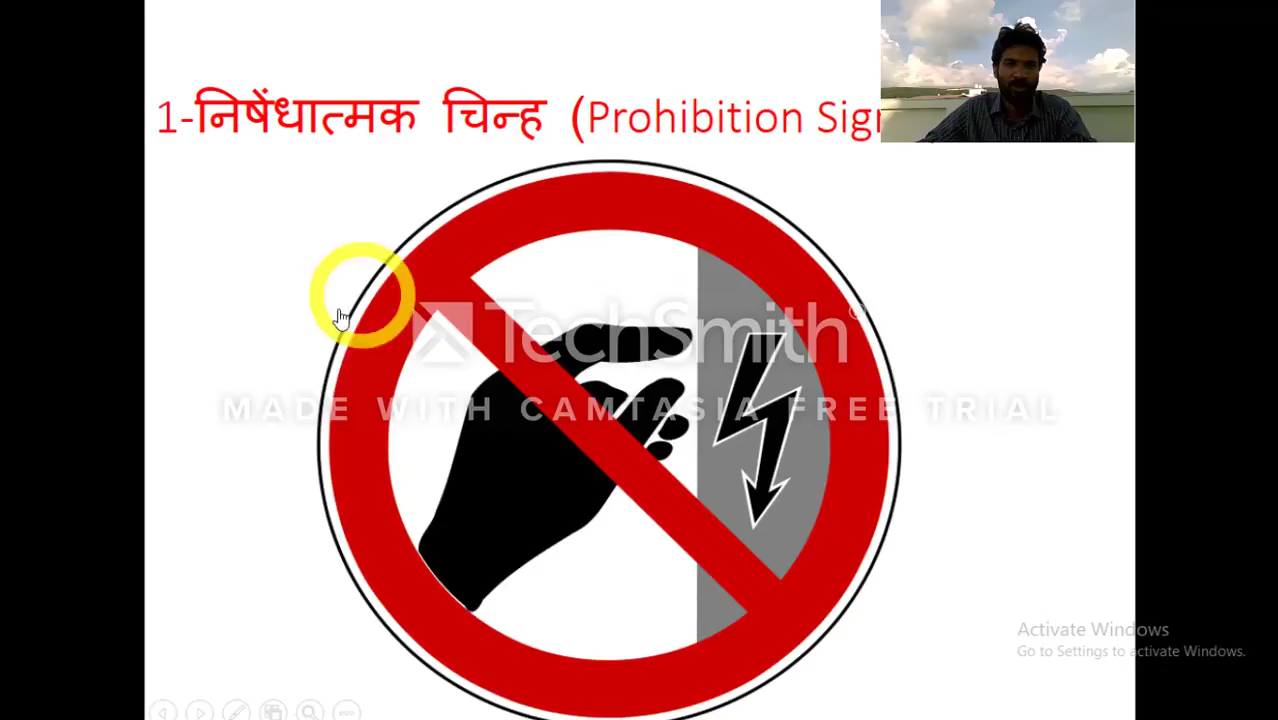 1-निषेंधात्मक चिन्ह (Prohibition Sign
TechSmith®
MADE WITH CAMTASIA FREE TRIAL
Activate Windows
Go to Settings to activate Windows.